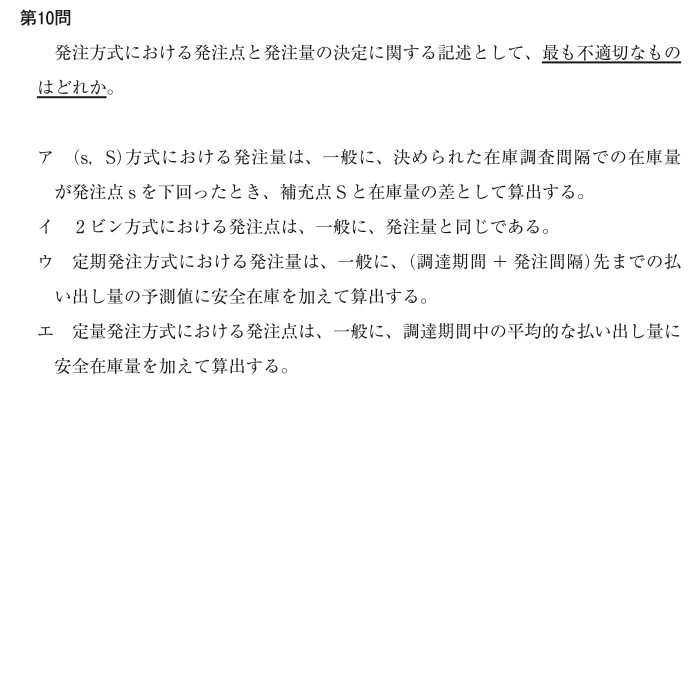 第10問
発注方式における発注点と発注量の決定に関する記述として、最も不適切なもの
はどれか。
ア　(s，S)方式における発注量は、一般に、決められた在庫調査間隔での在庫量
が発注点 s を下回ったとき、補充点 S と在庫量の差として算出する。
イ　2 ビン方式における発注点は、一般に、発注量と同じである。
ウ　定期発注方式における発注量は、一般に、(調達期間 ＋ 発注間隔)先までの払
い出し量の予測値に安全在庫を加えて算出する。
エ　定量発注方式における発注点は、一般に、調達期間中の平均的な払い出し量に
安全在庫量を加えて算出する。